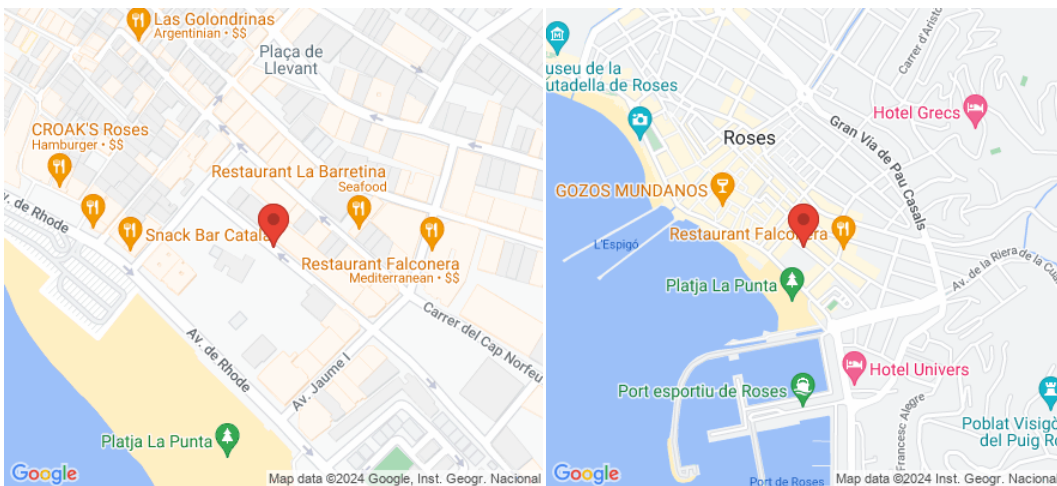 Las Golondrinas
Argentinian • $$
Plaça de
Llevant
CROAK'S Roses
Hamburger • $$
Restaurant La Barretina
Seafood
Av. de Rhode
Snack Bar Catala
Restaurant Falconera
Mediterranean • $$
Carrer del Cap Norfeu
Av. de Rhode
Av. Jaume I
Platja La Punta
Google
Map data ©2024 Google, Inst. Geogr. Nacional
Carrer d'Aristo
useu de la
utadella de Roses
Hotel Grecs
Roses
Gran Via de Pau Casals
GOZOS MUNDANOS
L'Espigó
Restaurant Falconera
Av. de la Riera de la Cua
Platja La Punta
Hotel Univers
Port esportiu de Roses
Francesc Alegre
Poblat Visigò
del Puig Ro
Port de Roses
Google
Map data ©2024 Inst. Geogr. Nacional